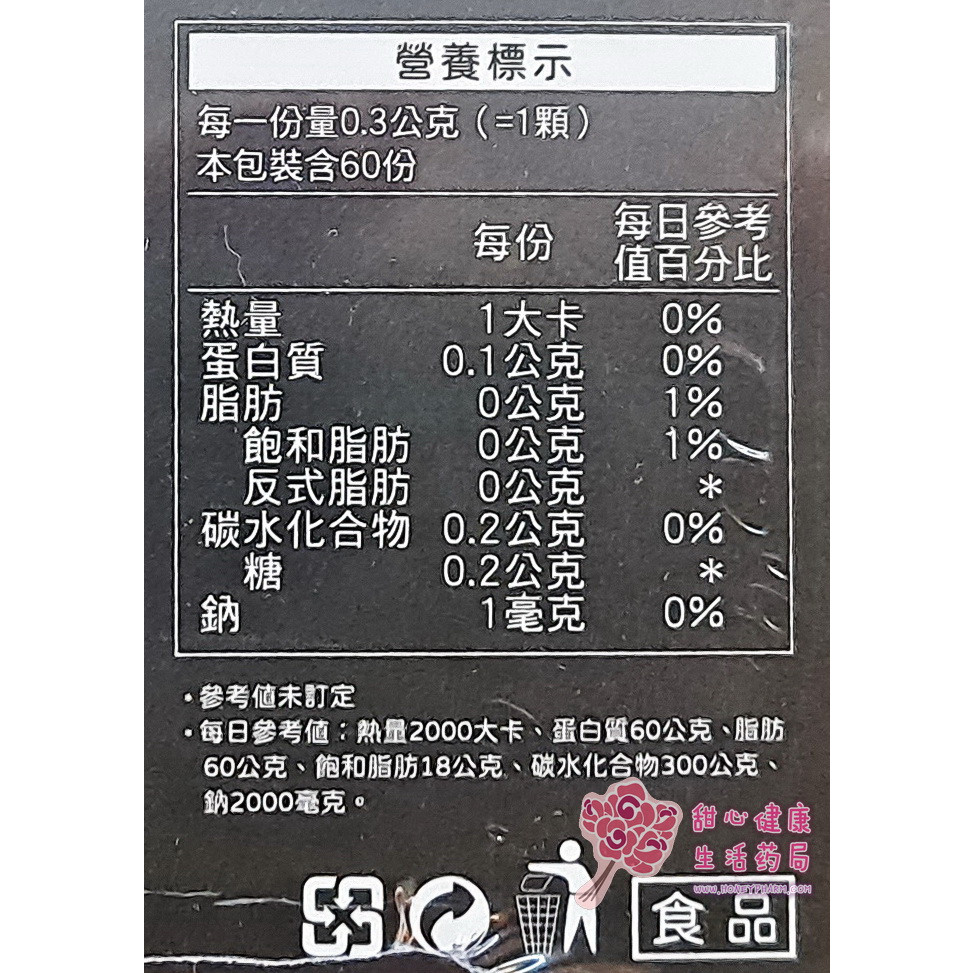 營養標示
每一份量0.3公克（=1顆）
本包裝含60份
每份 每日參考值百分比
熱量 1大卡 0%
蛋白質 0.1公克 0%
脂肪 0公克 1%
飽和脂肪 0公克 1%
反式脂肪 0公克 *
碳水化合物 0.2公克 0%
糖 0.2公克 *
鈉 1毫克 0%
•參考值未訂定
•每日參考值：熱量2000大卡、蛋白質60公克、脂肪
60公克、飽和脂肪18公克、碳水化合物300公克、
鈉2000毫克。
甜心健康
生活药局
WWW.HONEYPHARM.COM
食品